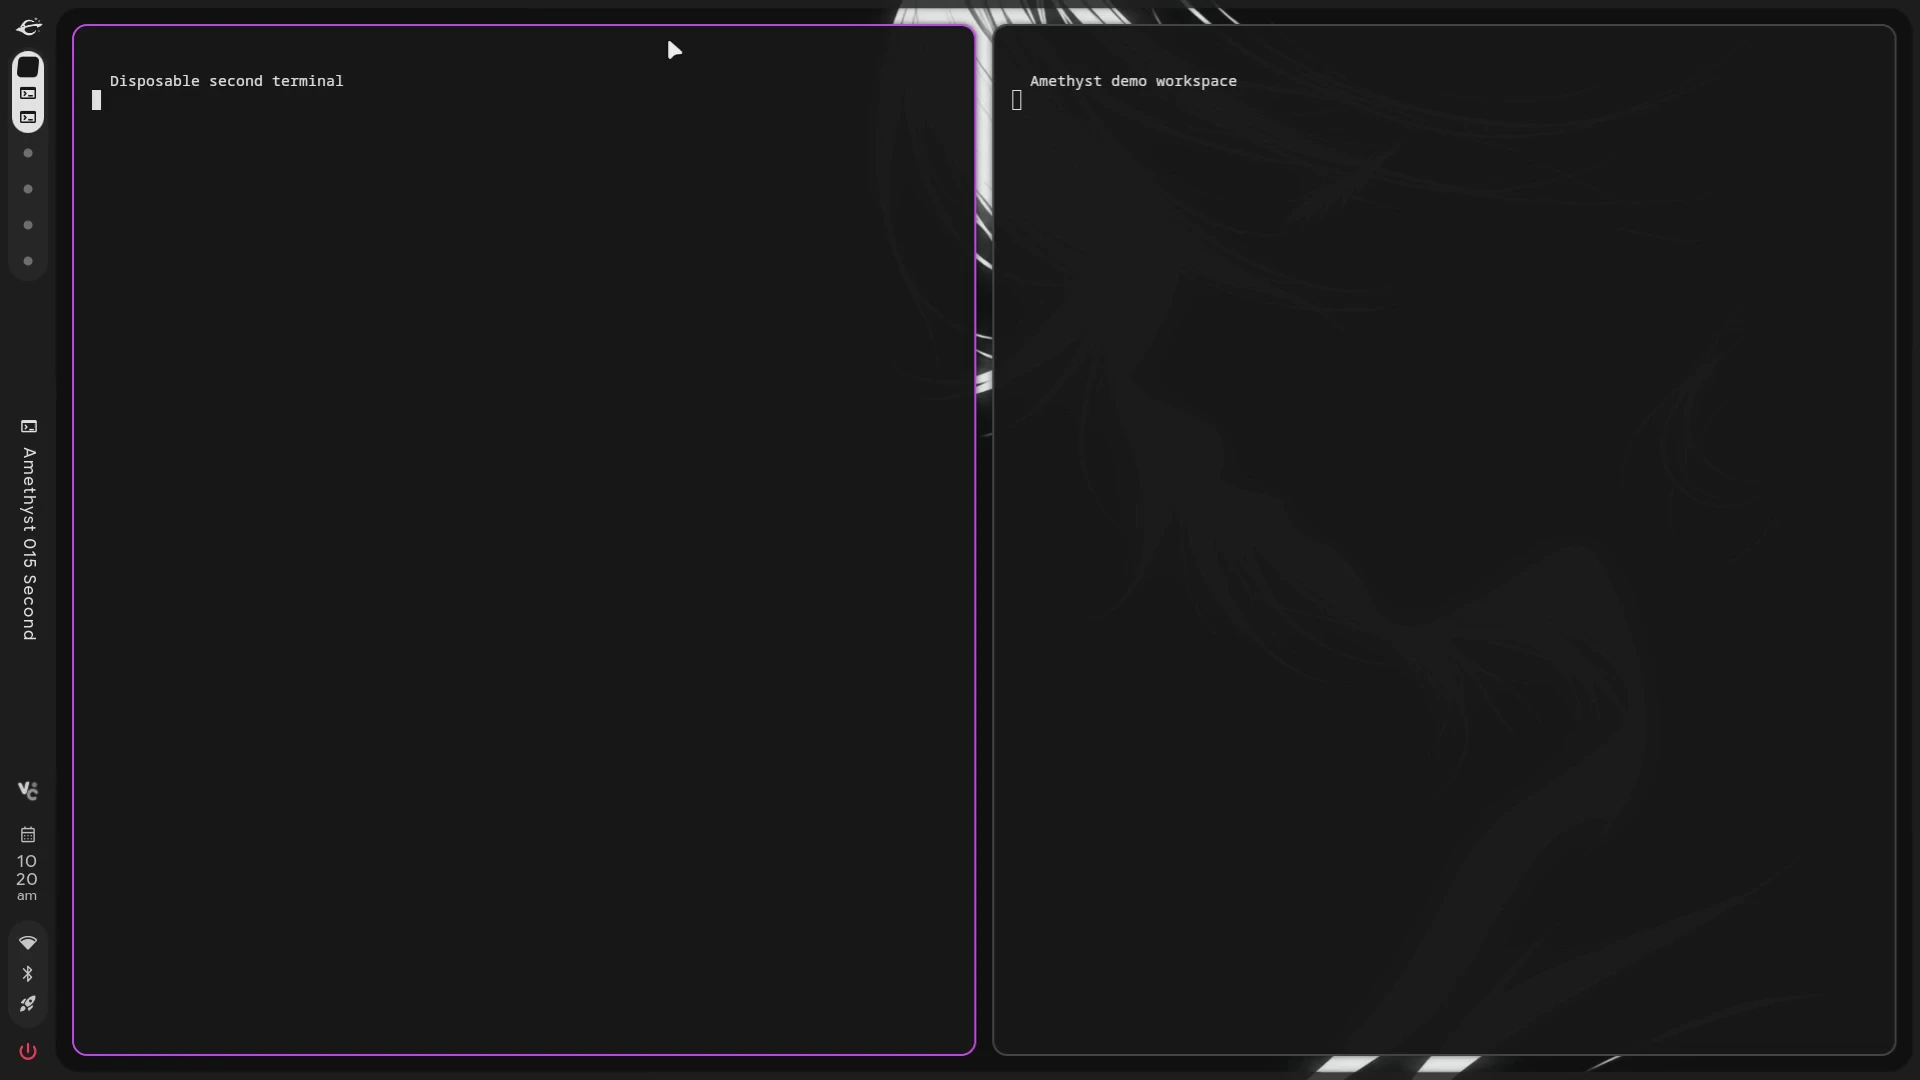 Disposable second terminal
Amethyst demo workspace
Amethyst 015 Second
10
20
am